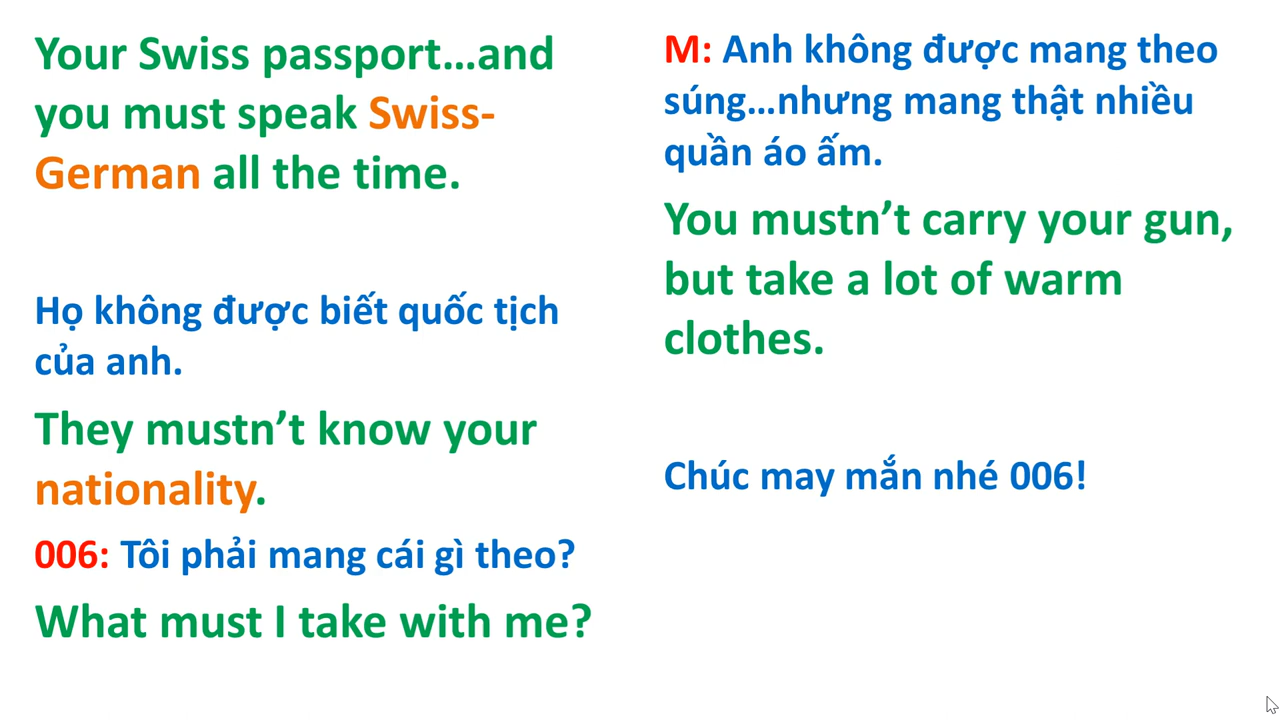 Your Swiss passport…and
you must speak Swiss-
German all the time.
Họ không được biết quốc tịch
của anh.
They mustn’t know your
nationality.
006: Tôi phải mang cái gì theo?
What must I take with me?
M: Anh không được mang theo
súng…nhưng mang thật nhiều
quần áo ấm.
You mustn’t carry your gun,
but take a lot of warm
clothes.
Chúc may mắn nhé 006!